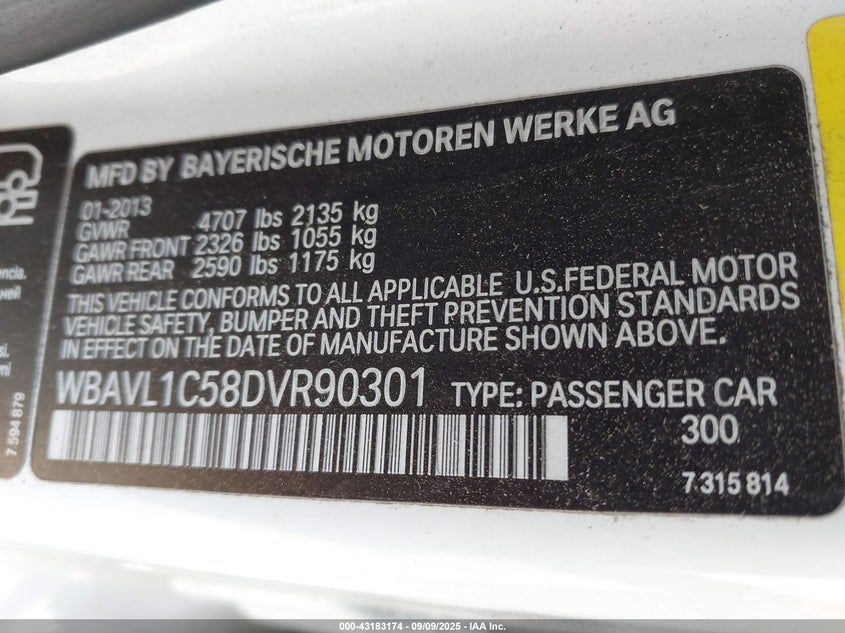 MFD BY BAYERISCHE MOTOREN WERKE AG
01-2013
GVWR 4707 lbs 2135 kg
GAWR FRONT 2326 lbs 1055 kg
GAWR REAR 2590 lbs 1175 kg
THIS VEHICLE CONFORMS TO ALL APPLICABLE U.S.FEDERAL MOTOR
VEHICLE SAFETY, BUMPER AND THEFT PREVENTION STANDARDS
IN EFFECT ON THE DATE OF MANUFACTURE SHOWN ABOVE.
WBAVL1C58DVR90301 TYPE: PASSENGER CAR
300
7 315 814
7 594 879
000-43183174 - 09/09/2025 - IAA Inc.